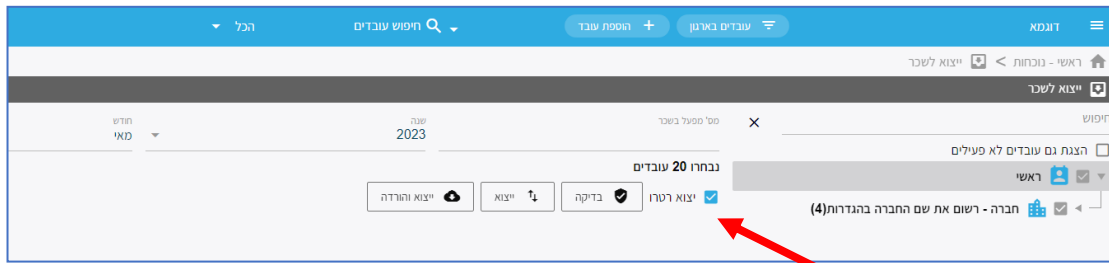 דוגמא
עובדים בארגון
+ הוספת עובד
חיפוש עובדים
הכל
ראשי - נוכחות > ייצוא לשכר
ייצוא לשכר
חיפוש
הצגת גם עובדים לא פעילים
ראשי
חברה - רשום את שם החברה בהגדרות(4)
מס' מפעל בשכר
שנה
2023
חודש
מאי
נבחרו 20 עובדים
יצוא רטרו
בדיקה
ייצוא
ייצוא והורדה